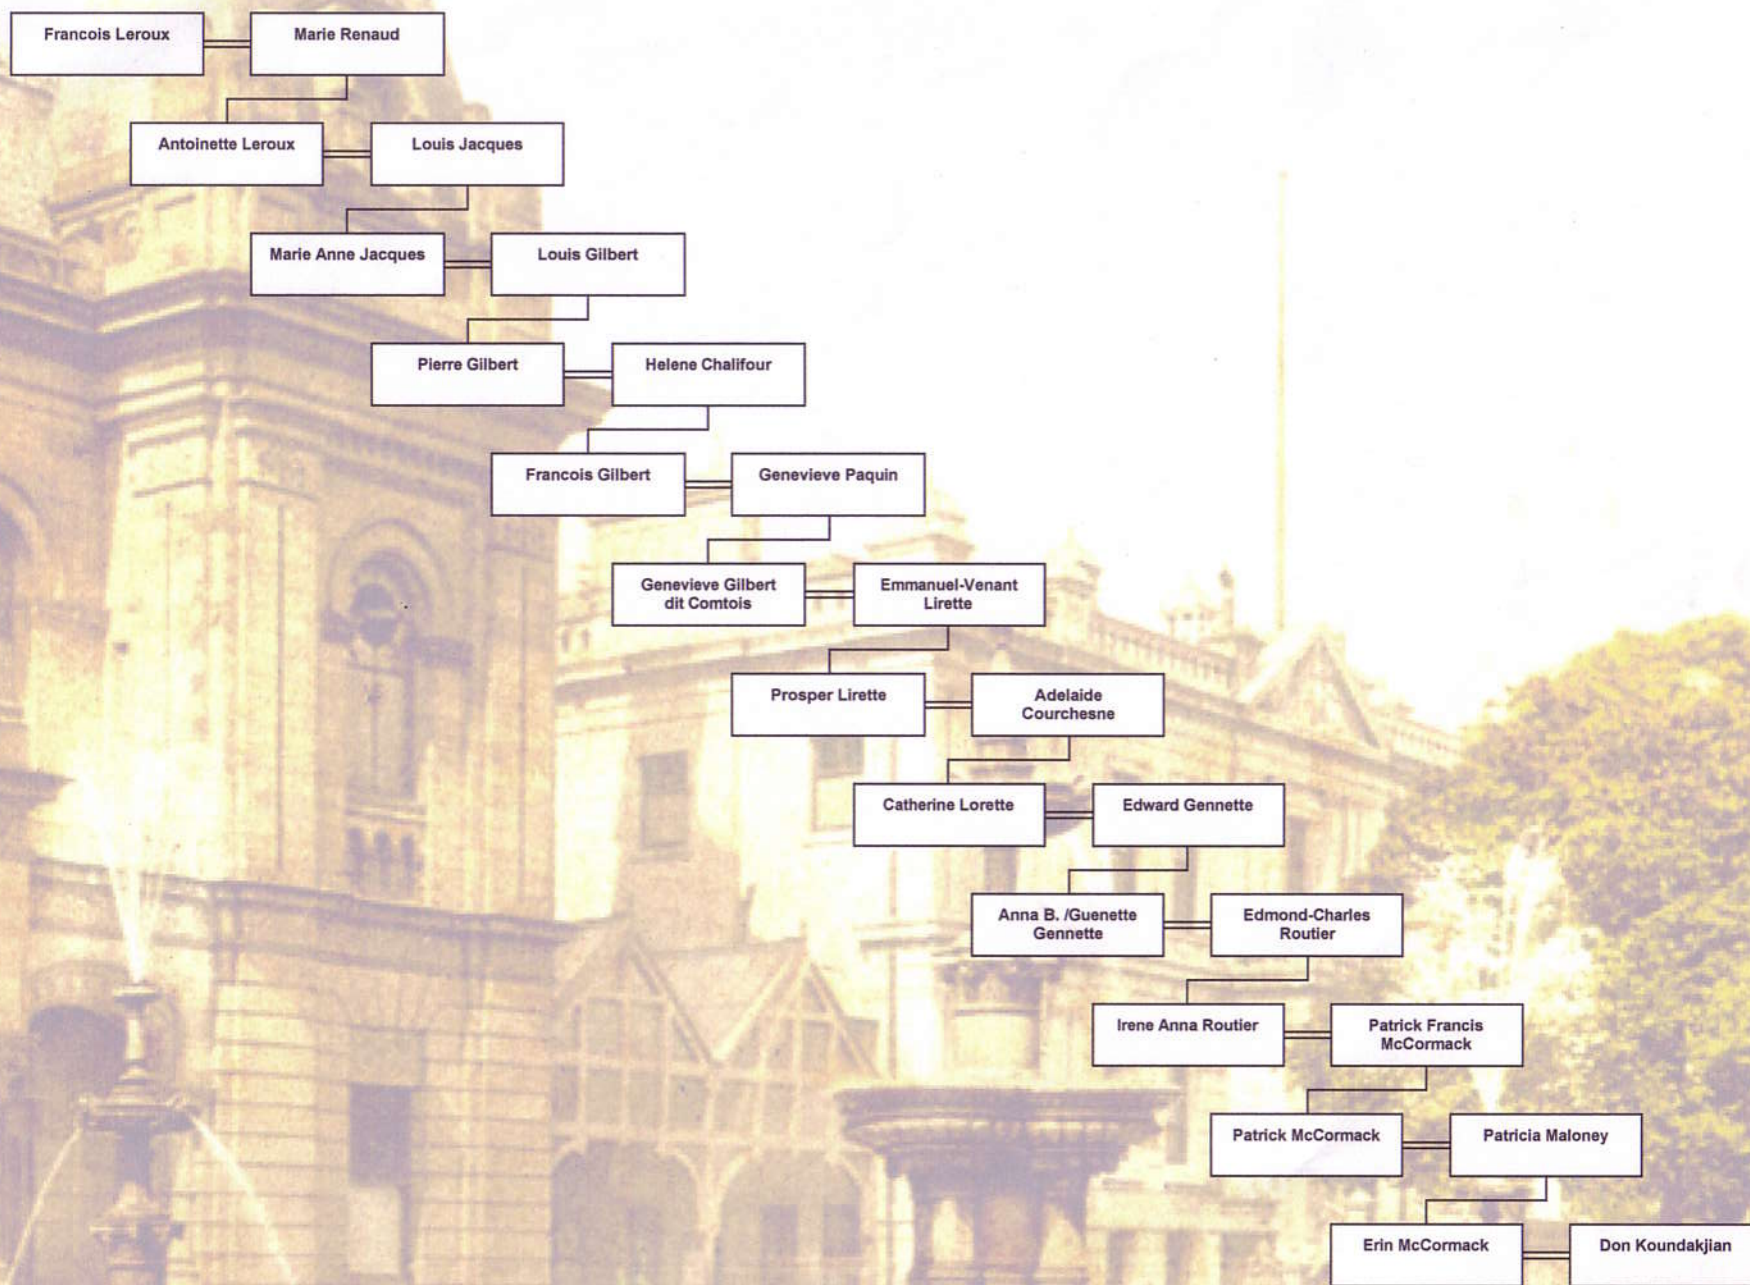 Francois Leroux
Marie Renaud
Antoinette Leroux
Louis Jacques
Marie Anne Jacques
Louis Gilbert
Pierre Gilbert
Helene Chalifour
Francois Gilbert
Genevieve Paquin
Genevieve Gilbert
dit Comtois
Emmanuel-Venant
Lirette
Prosper Lirette
Adelaide
Courchesne
Catherine Lorette
Edward Gennette
Anna B. /Guenette
Gennette
Edmond-Charles
Routier
Irene Anna Routier
Patrick Francis
McCormack
Patrick McCormack
Patricia Maloney
Erin McCormack
Don Koundakjian